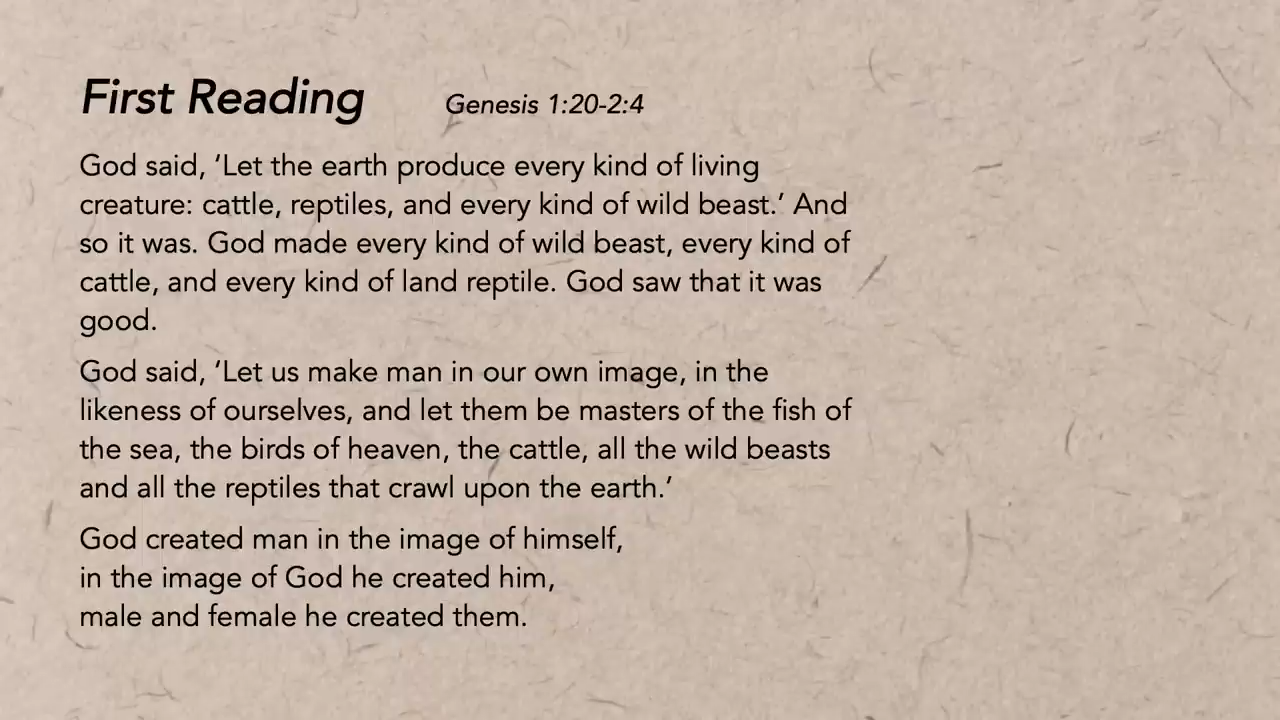 First Reading Genesis 1:20-2:4
God said, ‘Let the earth produce every kind of living
creature: cattle, reptiles, and every kind of wild beast.’ And
so it was. God made every kind of wild beast, every kind of
cattle, and every kind of land reptile. God saw that it was
good.
God said, ‘Let us make man in our own image, in the
likeness of ourselves, and let them be masters of the fish of
the sea, the birds of heaven, the cattle, all the wild beasts
and all the reptiles that crawl upon the earth.’
God created man in the image of himself,
in the image of God he created him,
male and female he created them.